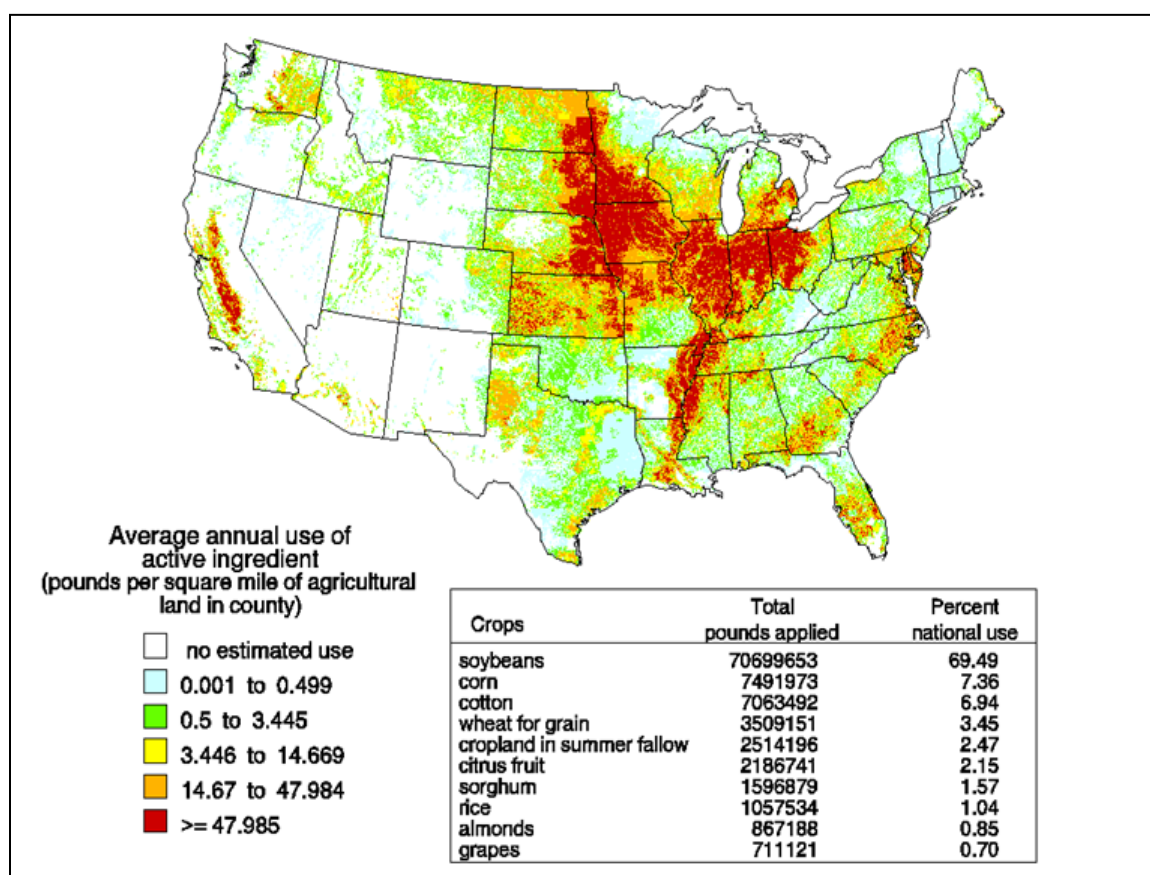 Average annual use of
active ingredient
(pounds per square mile of agricultural
land in county)
no estimated use
0.001 to 0.499
0.5 to 3.445
3.446 to 14.669
14.67 to 47.984
>= 47.985
Crops Total pounds applied Percent national use
soybeans 70699653 69.49
corn 7491973 7.36
cotton 7063492 6.94
wheat for grain 3509151 3.45
cropland in summer fallow 2514196 2.47
citrus fruit 2186741 2.15
sorghum 1596879 1.57
rice 1057534 1.04
almonds 867188 0.85
grapes 711121 0.70